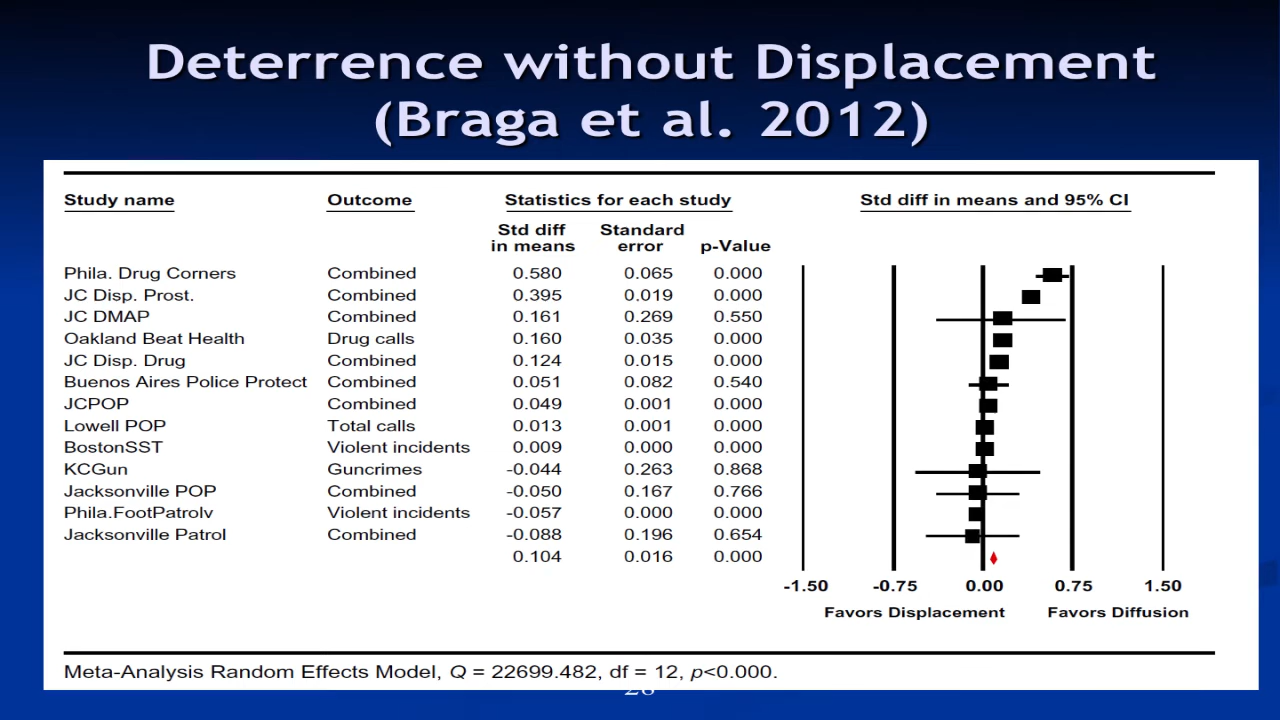 Deterrence without Displacement
(Braga et al. 2012)
Study name Outcome Statistics for each study Std diff in means and 95% CI
Std diff Standard
in means error p-Value
Phila. Drug Corners Combined 0.580 0.065 0.000
JC Disp. Prost. Combined 0.395 0.019 0.000
JC DMAP Combined 0.161 0.269 0.550
Oakland Beat Health Drug calls 0.160 0.035 0.000
JC Disp. Drug Combined 0.124 0.015 0.000
Buenos Aires Police Protect Combined 0.051 0.082 0.540
JCPOP Combined 0.049 0.001 0.000
Lowell POP Total calls 0.013 0.001 0.000
BostonSST Violent incidents 0.009 0.000 0.000
KCGun Guncrimes -0.044 0.263 0.868
Jacksonville POP Combined -0.050 0.167 0.766
Phila.FootPatrolv Violent incidents -0.057 0.000 0.000
Jacksonville Patrol Combined -0.088 0.196 0.654
0.104 0.016 0.000
-1.50 -0.75 0.00 0.75 1.50
Favors Displacement Favors Diffusion
Meta-Analysis Random Effects Model, Q = 22699.482, df = 12, p<0.000.